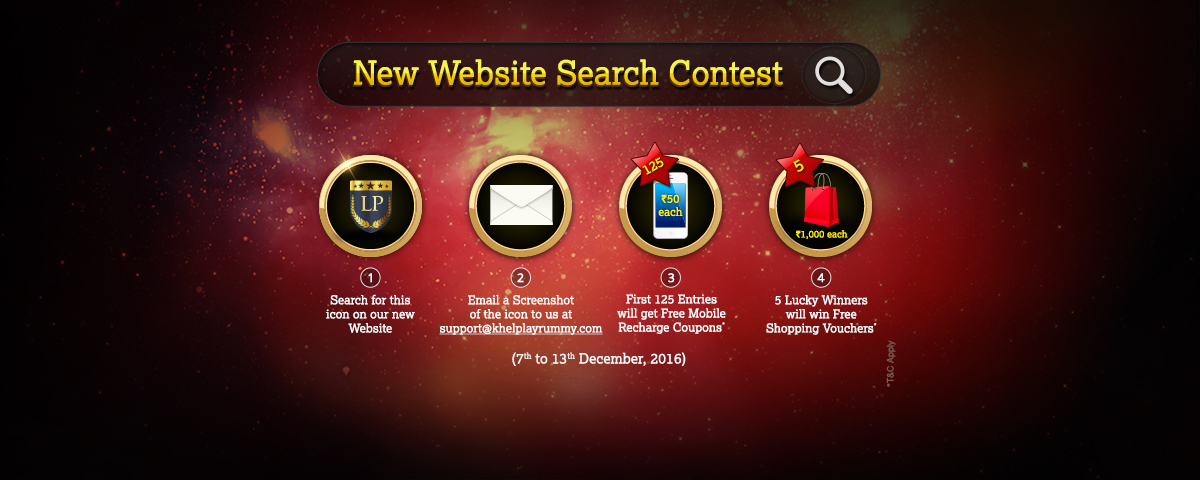 New Website Search Contest
LP
125
₹50
each
5
₹1,000 each
1
Search for this
icon on our new
Website
2
Email a Screenshot
of the icon to us at
support@khelplayrummy.com
3
First 125 Entries
will get Free Mobile
Recharge Coupons*
4
5 Lucky Winners
will win Free
Shopping Vouchers*
(7th to 13th December, 2016)
*T&C Apply